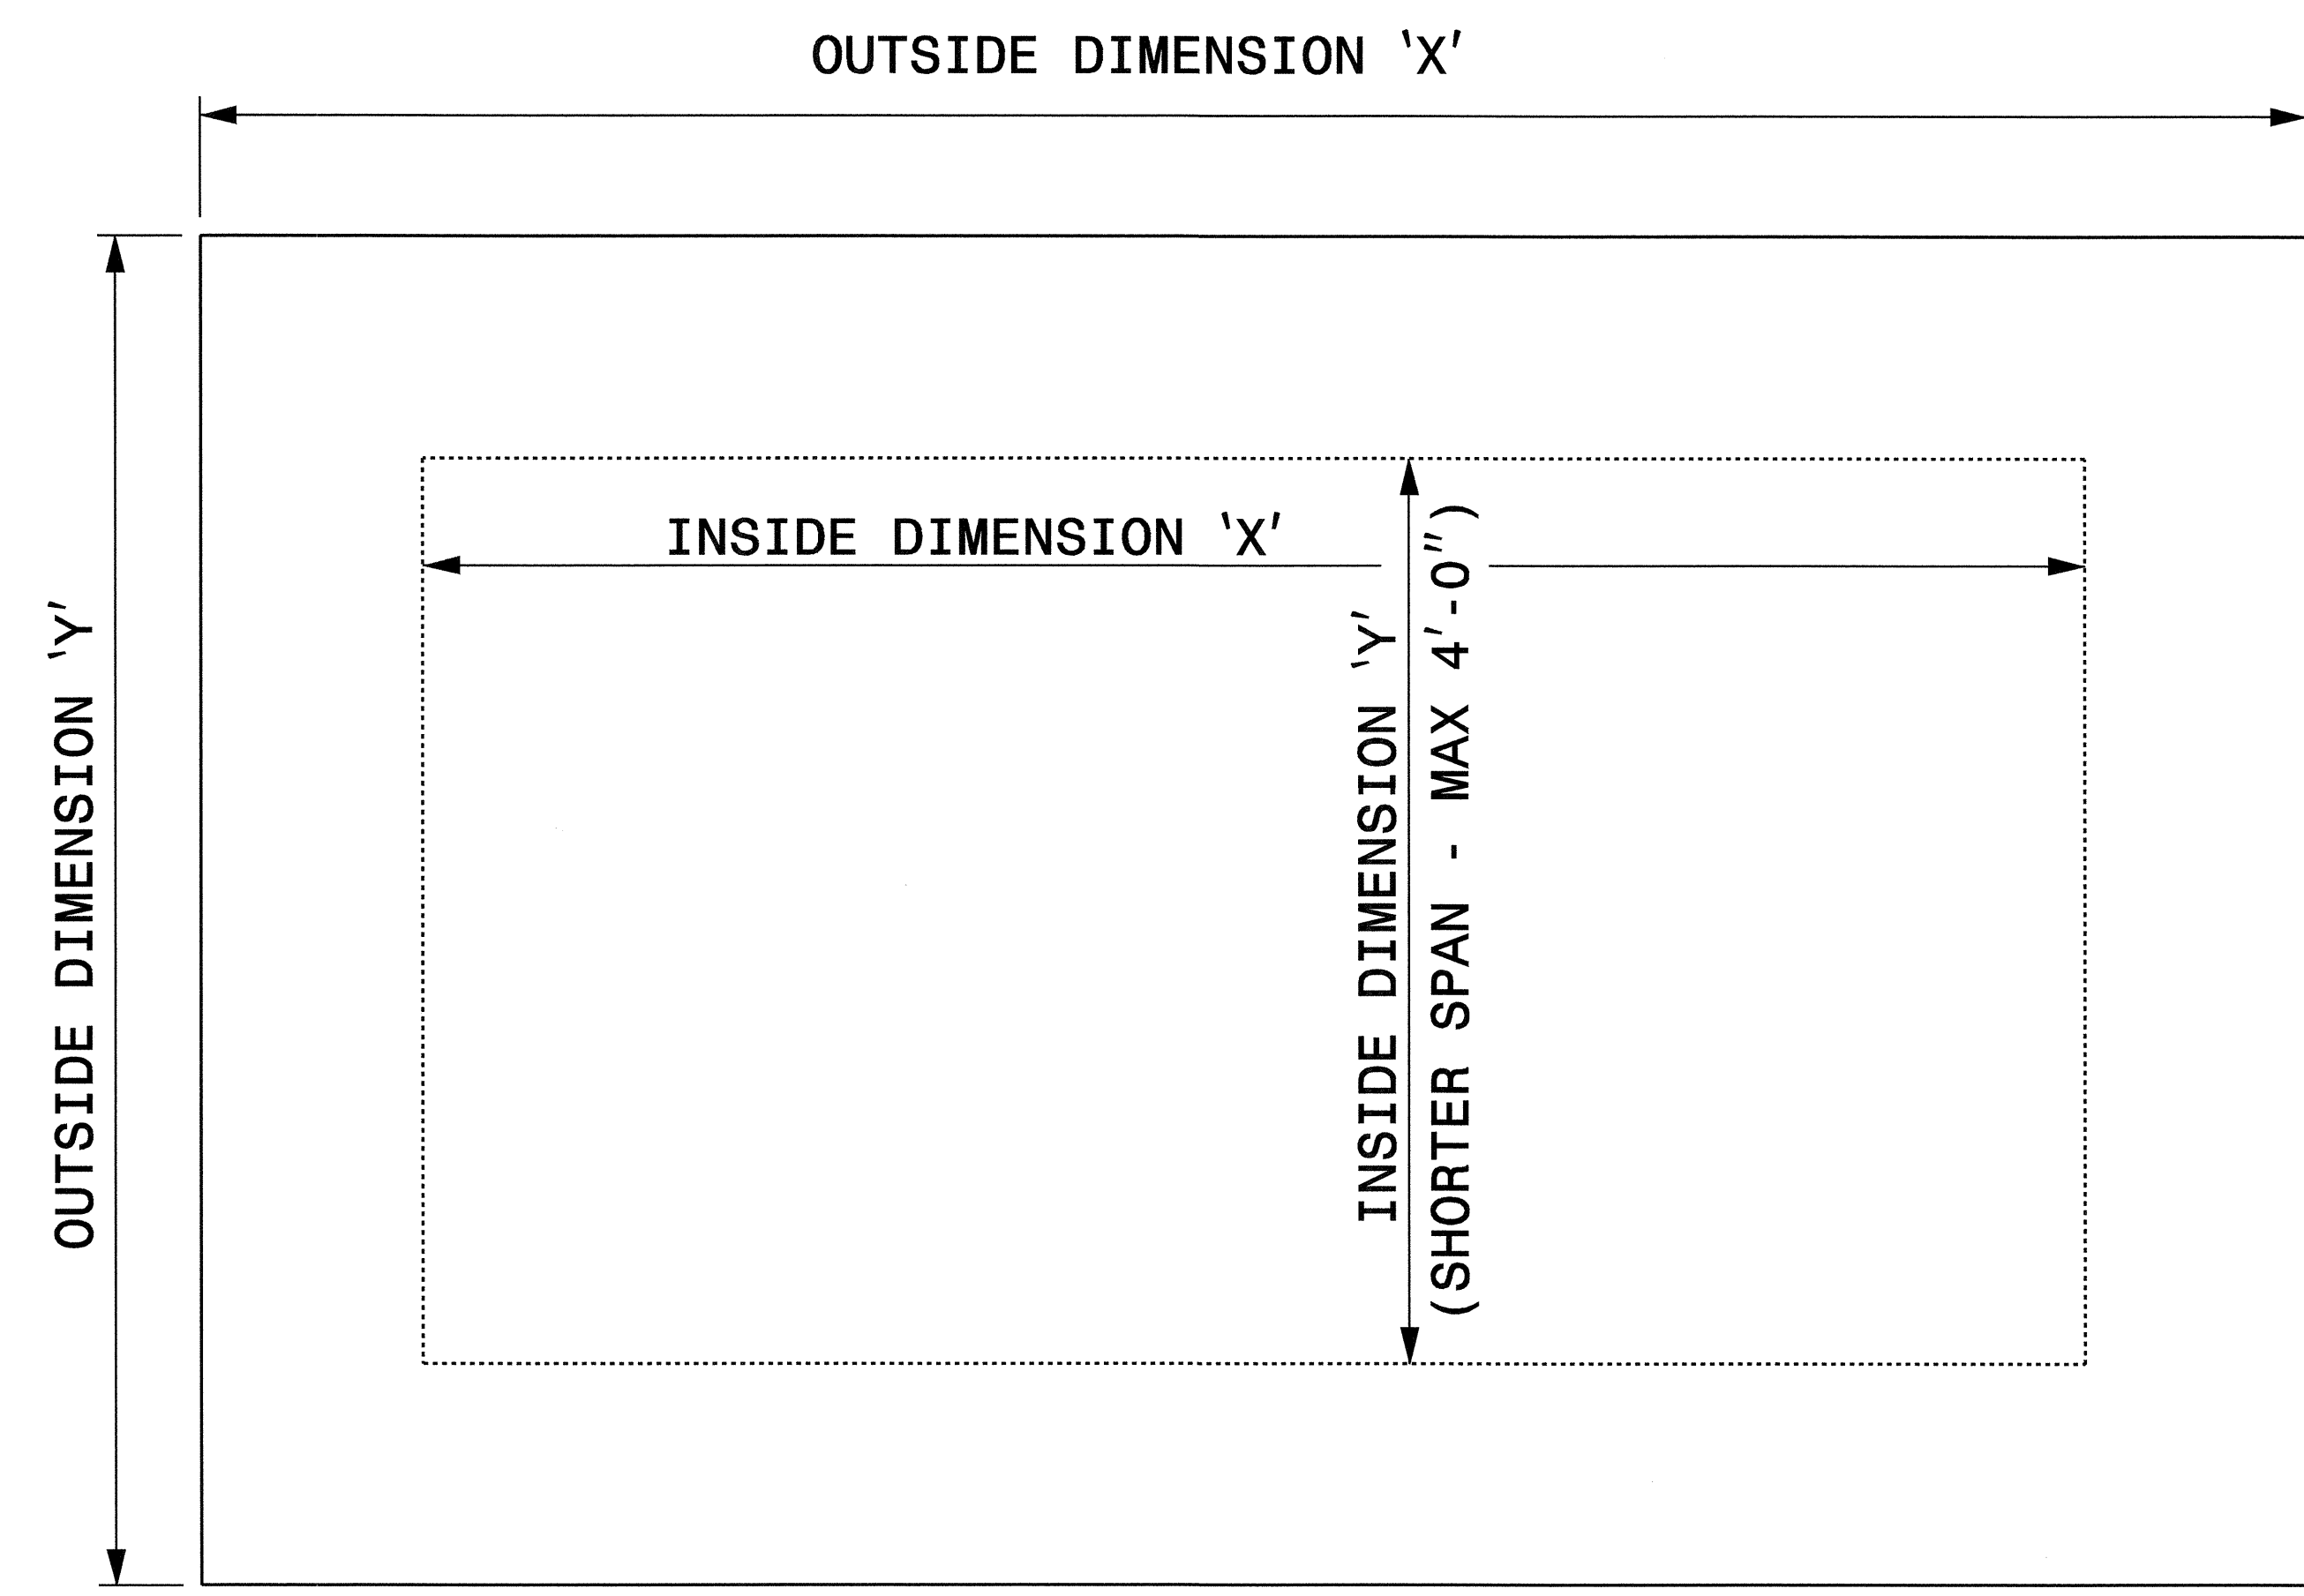 OUTSIDE DIMENSION 'X'
INSIDE DIMENSION 'X'
OUTSIDE DIMENSION 'Y'
INSIDE DIMENSION 'Y'
(SHORTER SPAN - MAX 4'-0")